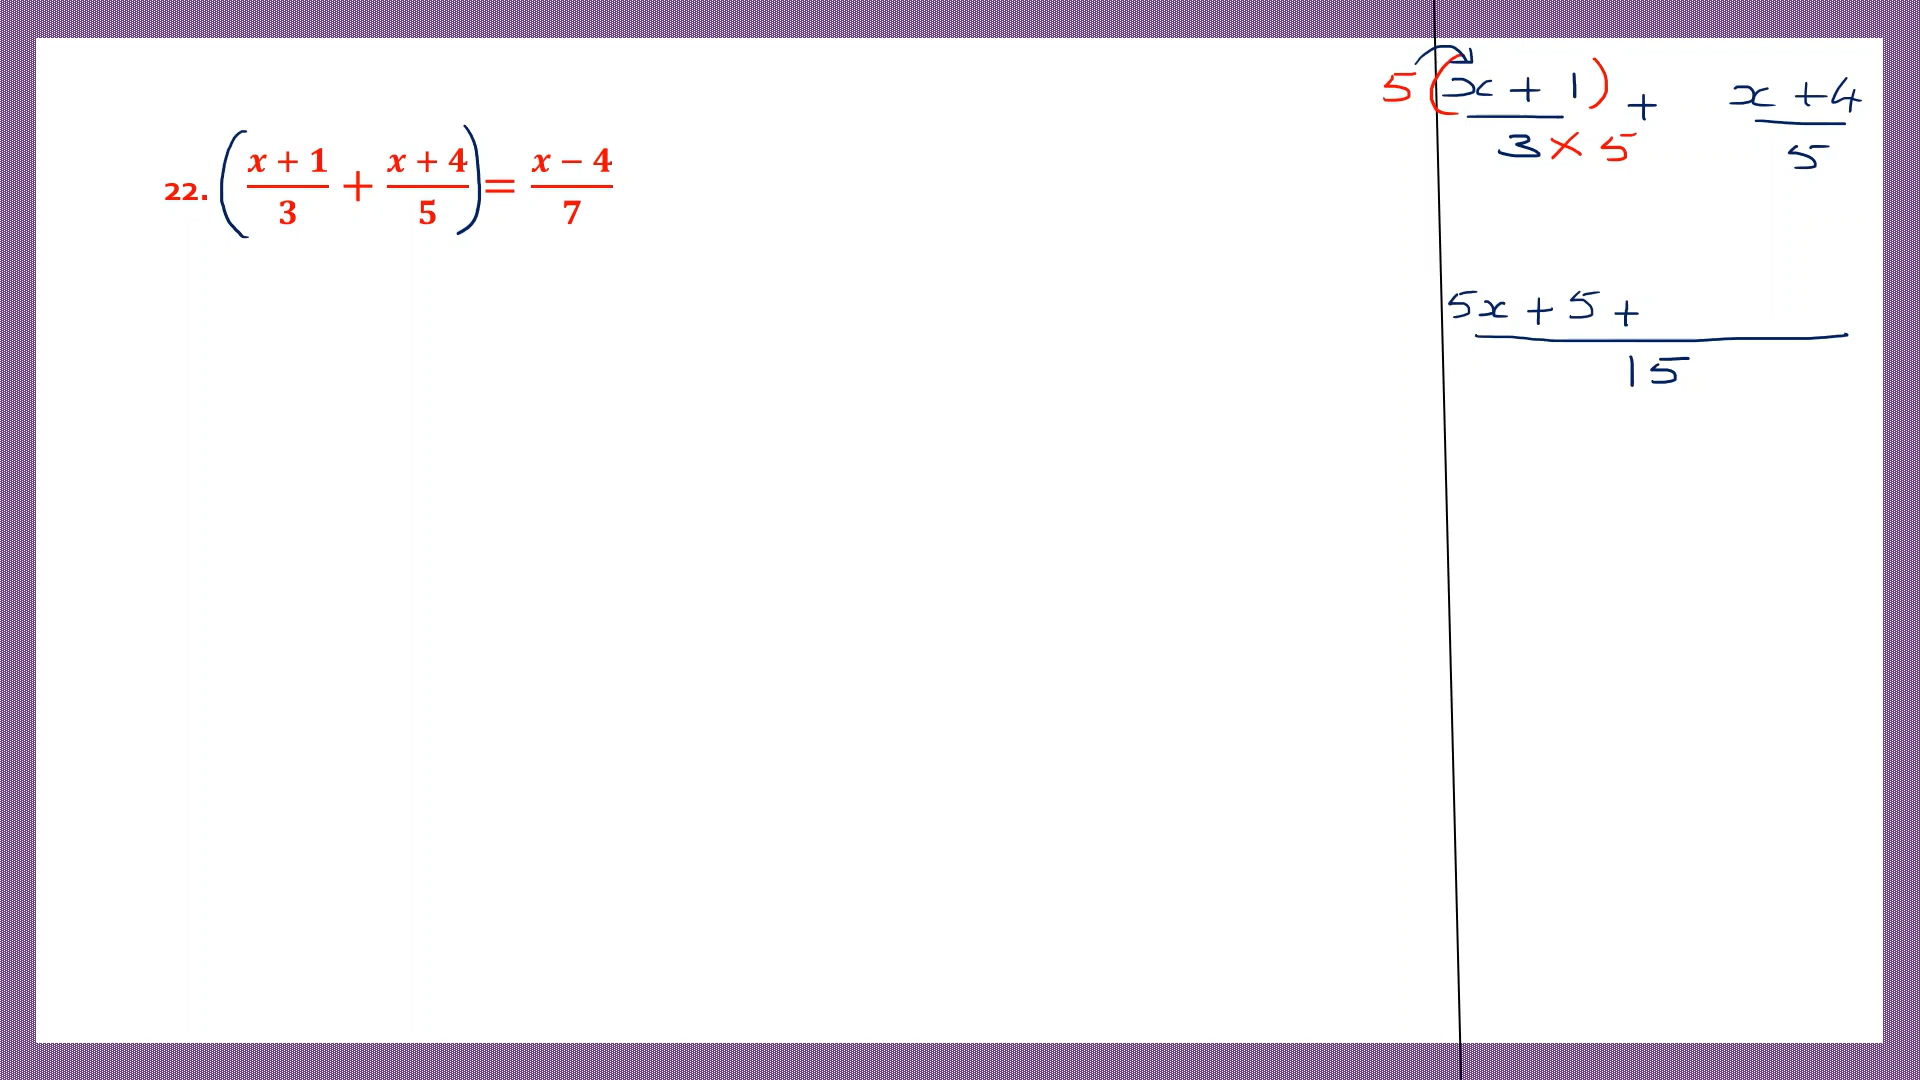 22. ( x + 1 / 3 + x + 4 / 5 ) = x − 4 / 7
5 ( x + 1 ) / 3 × 5 + x + 4 / 5
5x + 5 + / 15